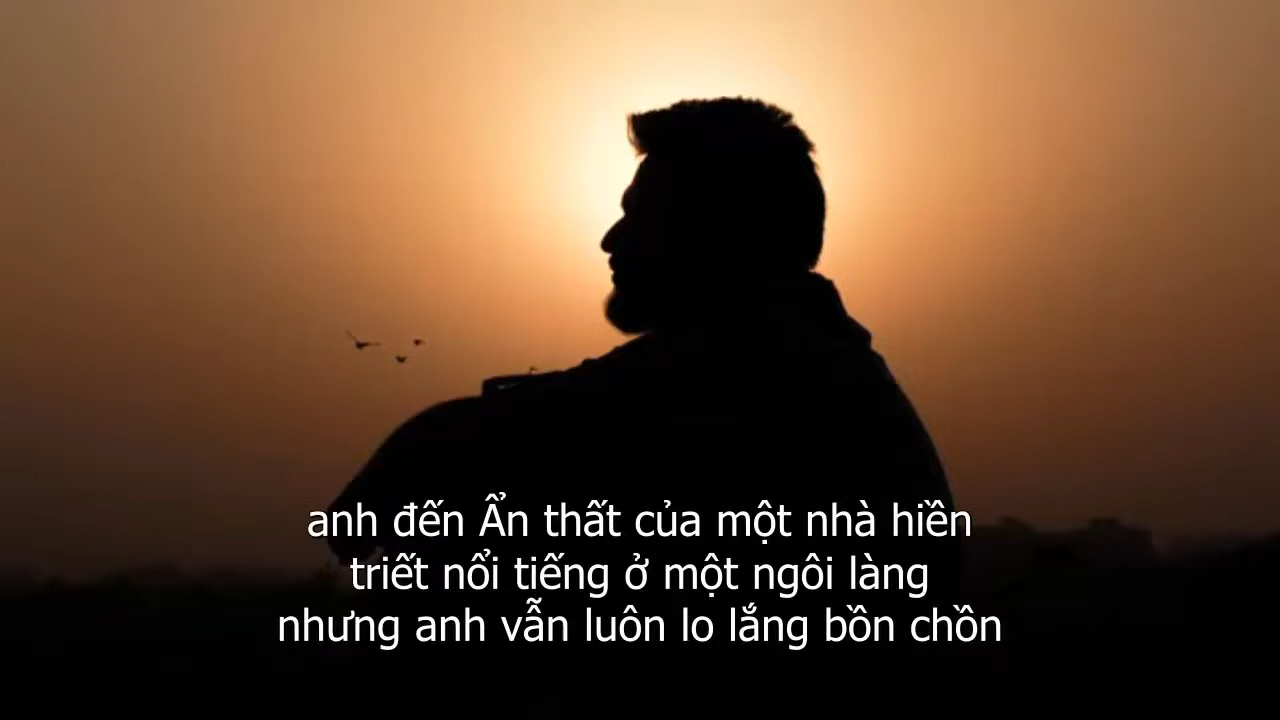 anh đến Ẩn thất của một nhà hiền
triết nổi tiếng ở một ngôi làng
nhưng anh vẫn luôn lo lắng bồn chồn